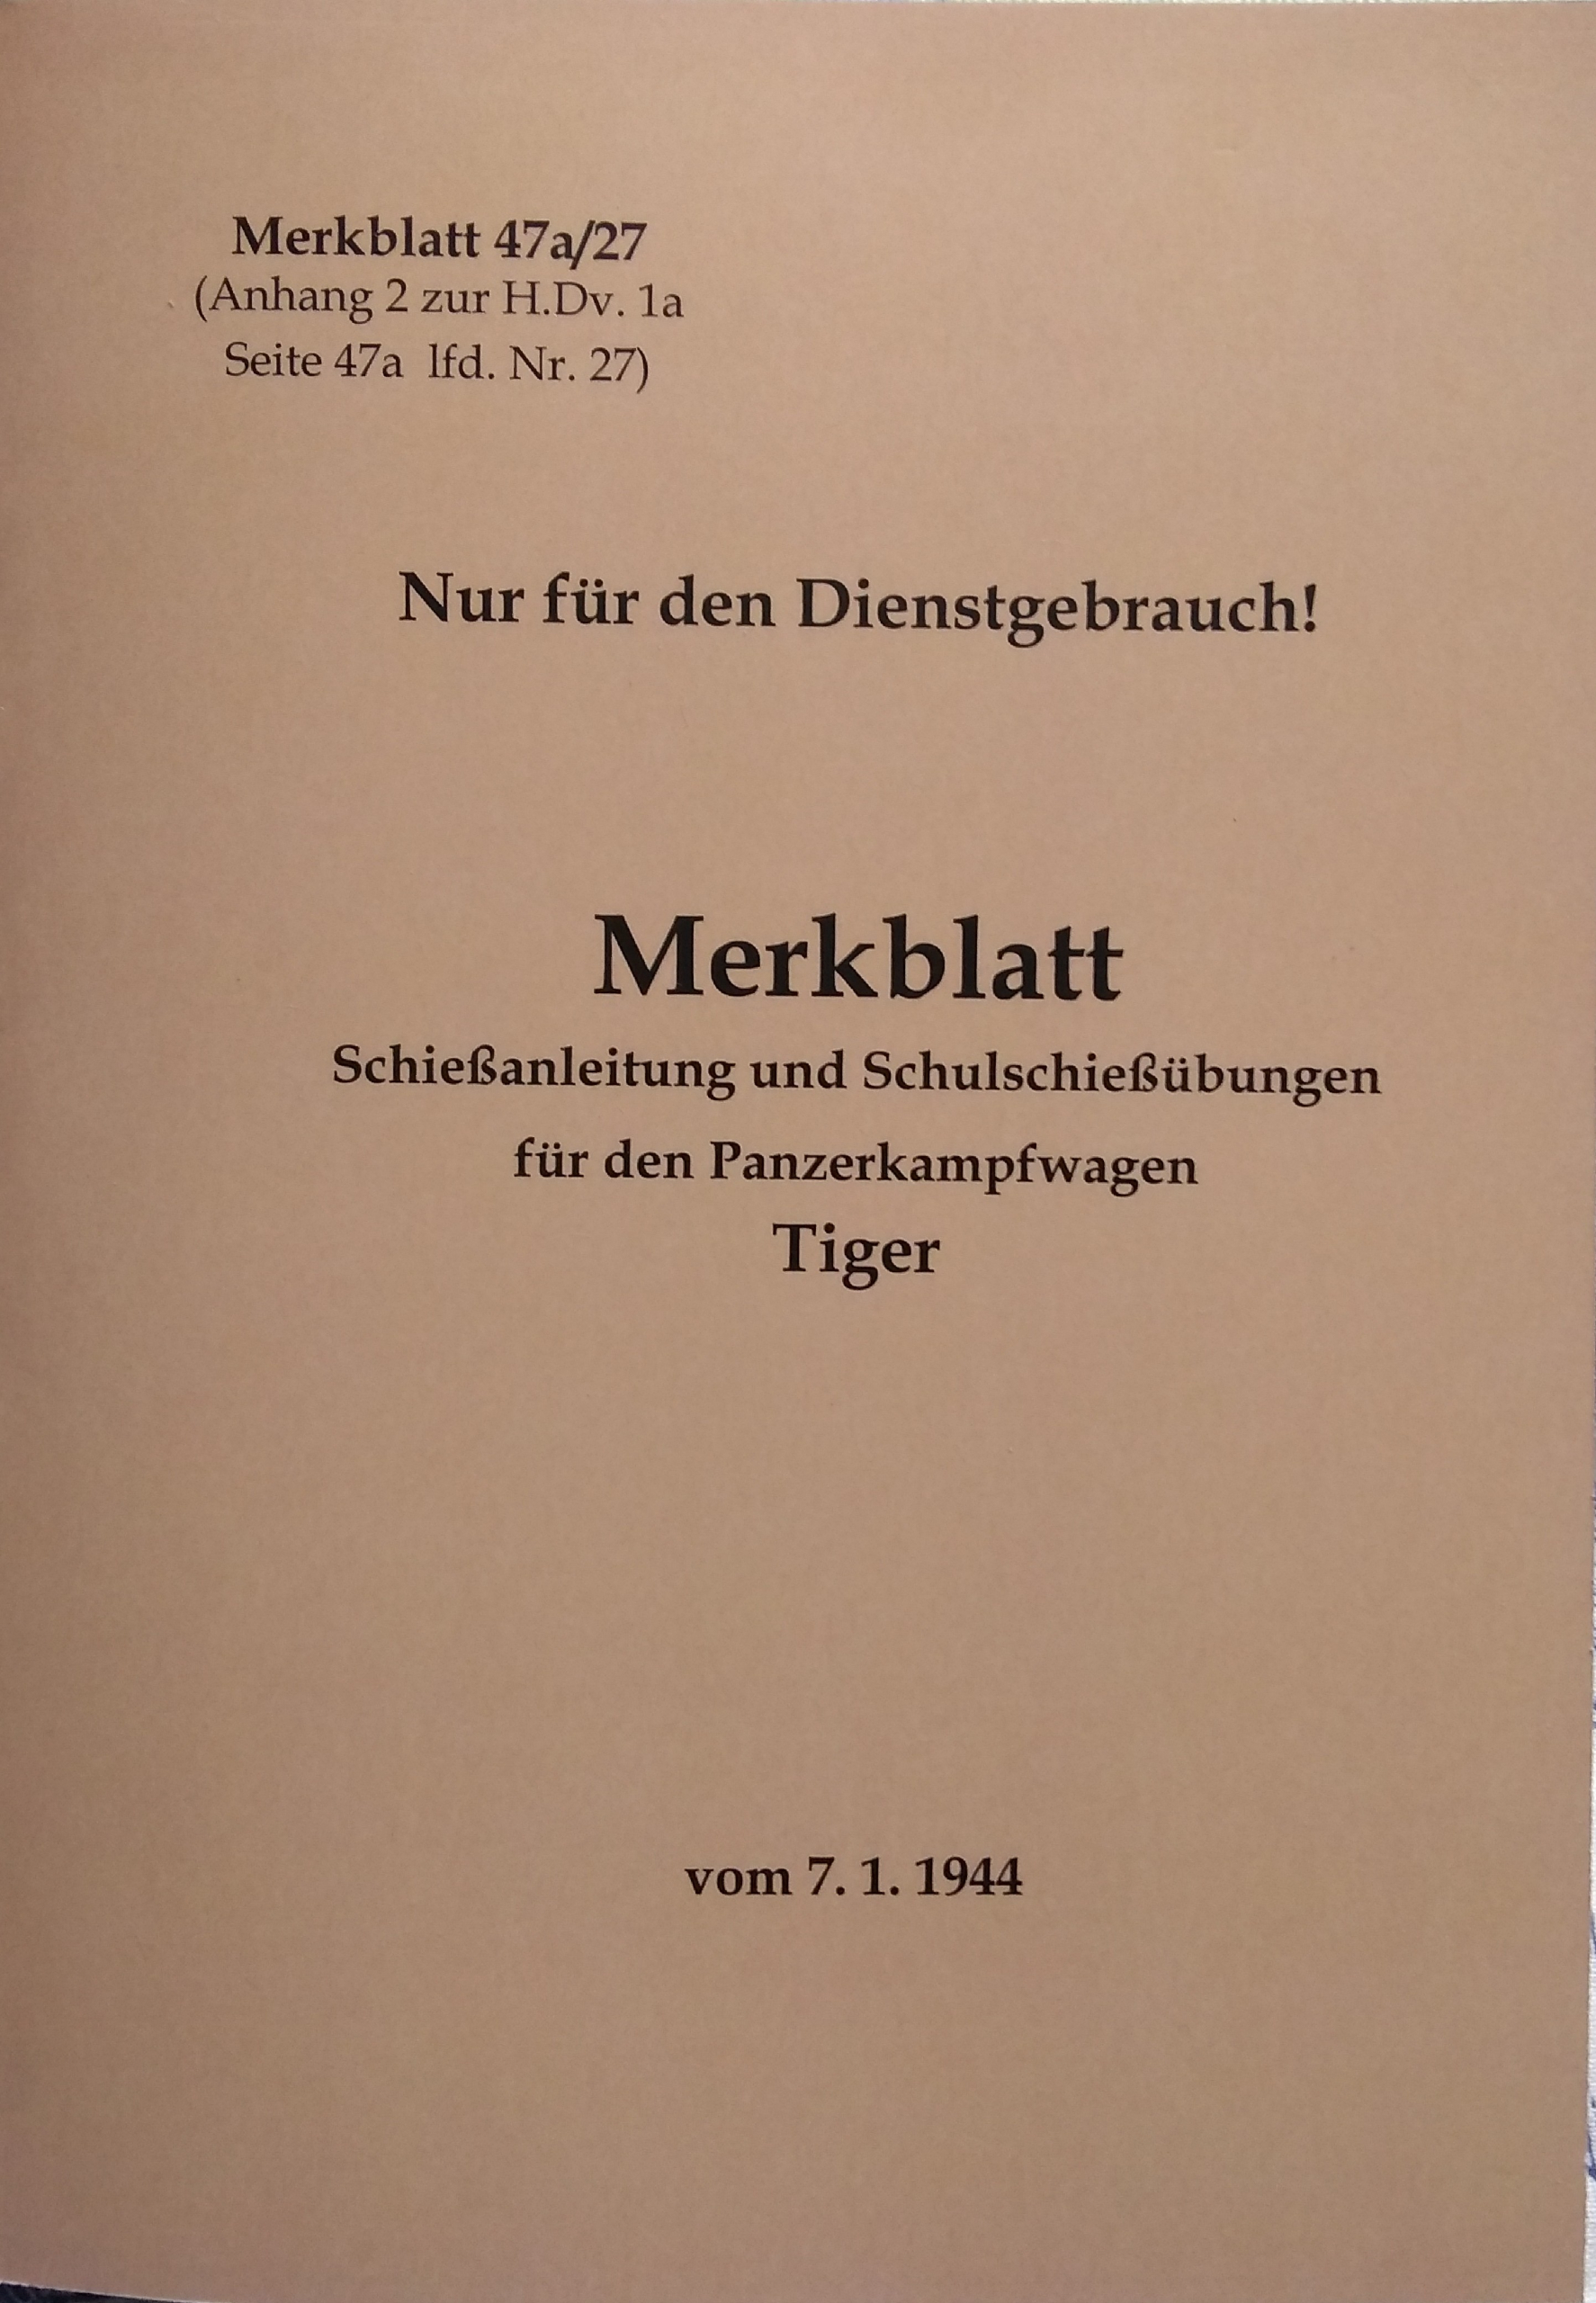 Merkblatt 47a/27
(Anhang 2 zur H.Dv. 1a
Seite 47a lfd. Nr. 27)
Nur für den Dienstgebrauch!
Merkblatt
Schießanleitung und Schulschießübungen
für den Panzerkampfwagen
Tiger
vom 7. 1. 1944